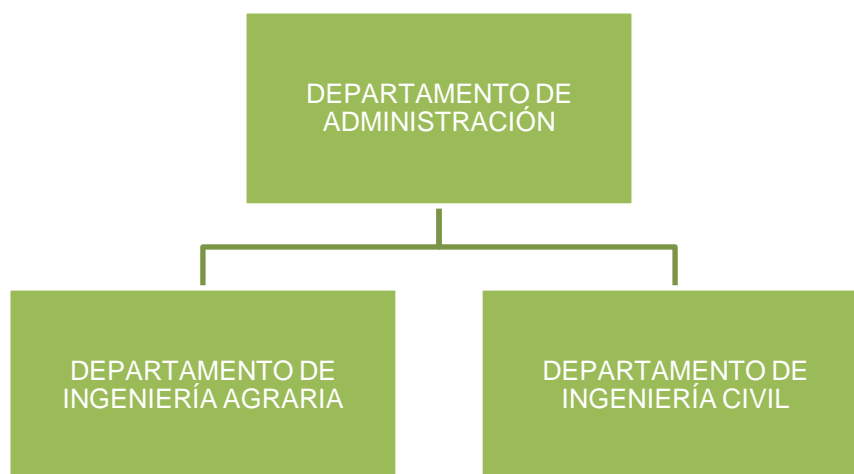 DEPARTAMENTO DE
ADMINISTRACIÓN
DEPARTAMENTO DE
INGENIERÍA AGRARIA
DEPARTAMENTO DE
INGENIERÍA CIVIL